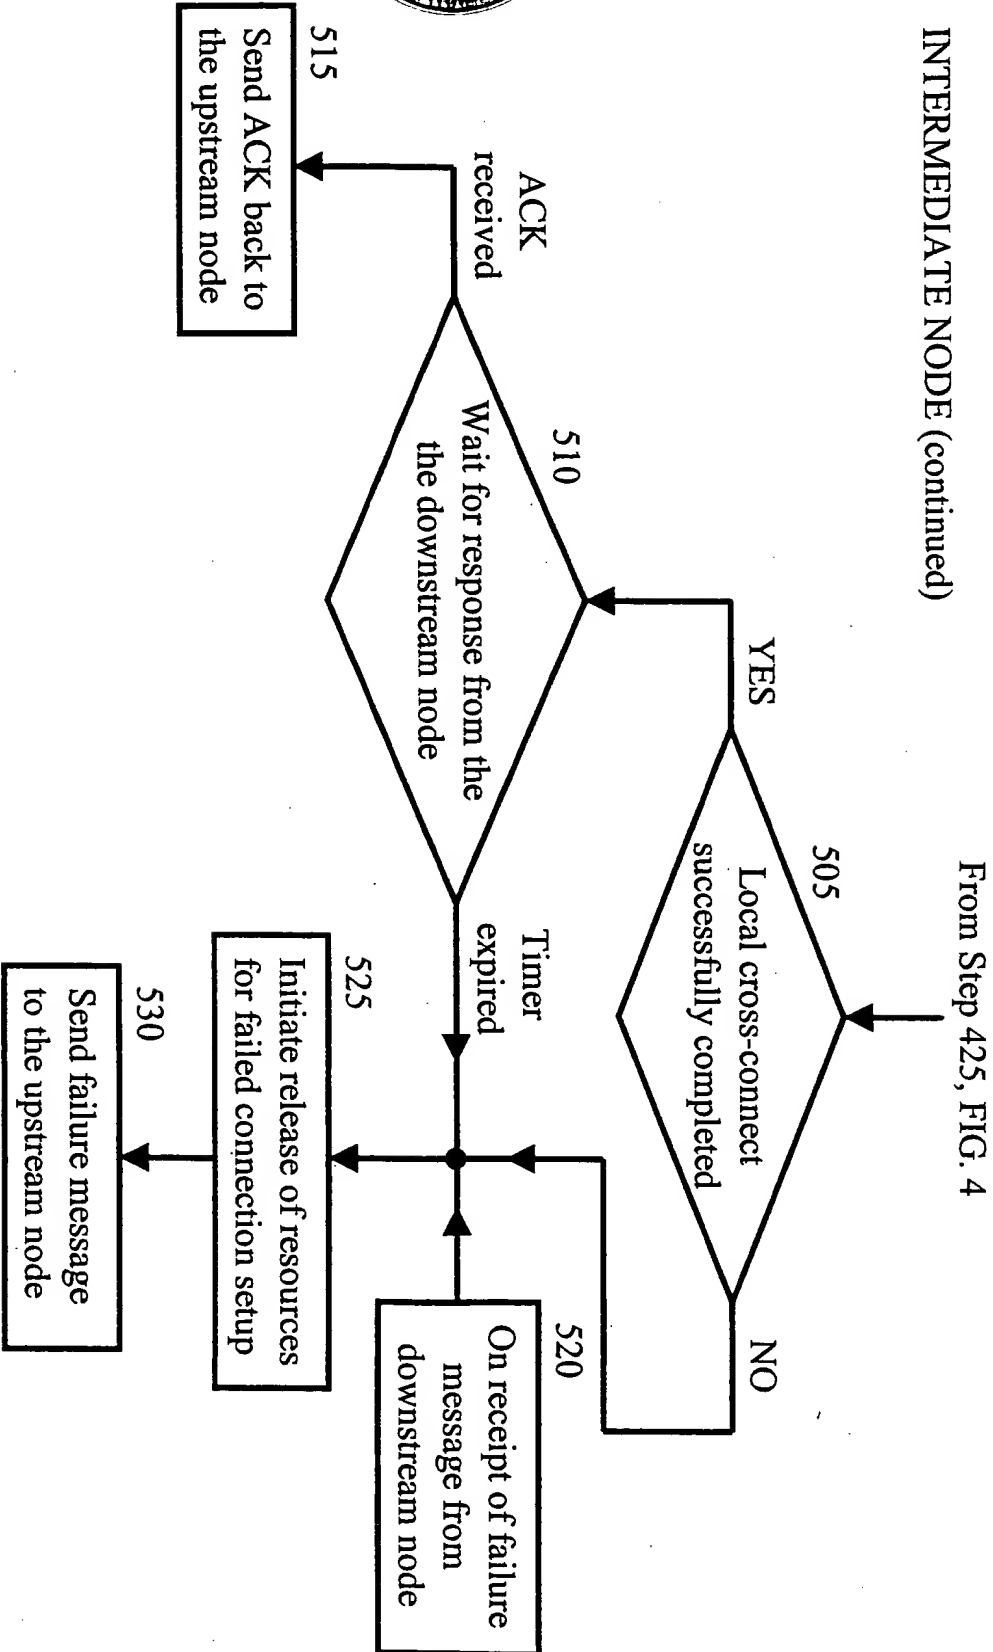 INTERMEDIATE NODE (continued)
From Step 425, FIG. 4
505
Local cross-connect
successfully completed
YES
NO
510
Wait for response from the
the downstream node
ACK
received
Timer
expired
515
Send ACK back to
the upstream node
520
On receipt of failure
message from
downstream node
525
Initiate release of resources
for failed connection setup
530
Send failure message
to the upstream node